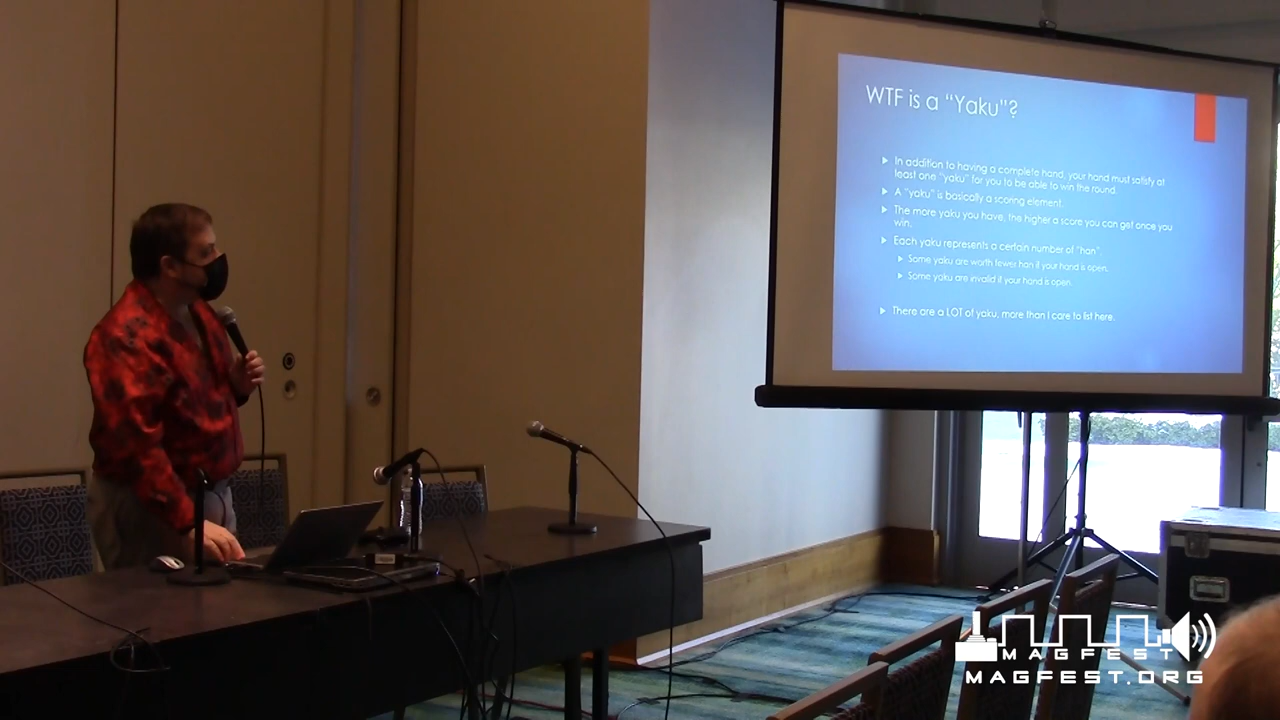 WTF is a “Yaku”?
In addition to having a complete hand, your hand must satisfy at
least one “yaku” for you to be able to win the round.
A “yaku” is basically a scoring element.
The more yaku you have, the higher a score you can get once you
win.
Each yaku represents a certain number of “han”.
Some yaku are worth fewer han if your hand is open.
Some yaku are invalid if your hand is open.
There are a LOT of yaku, more than I care to list here.
MAGFEST
MAGFEST.ORG